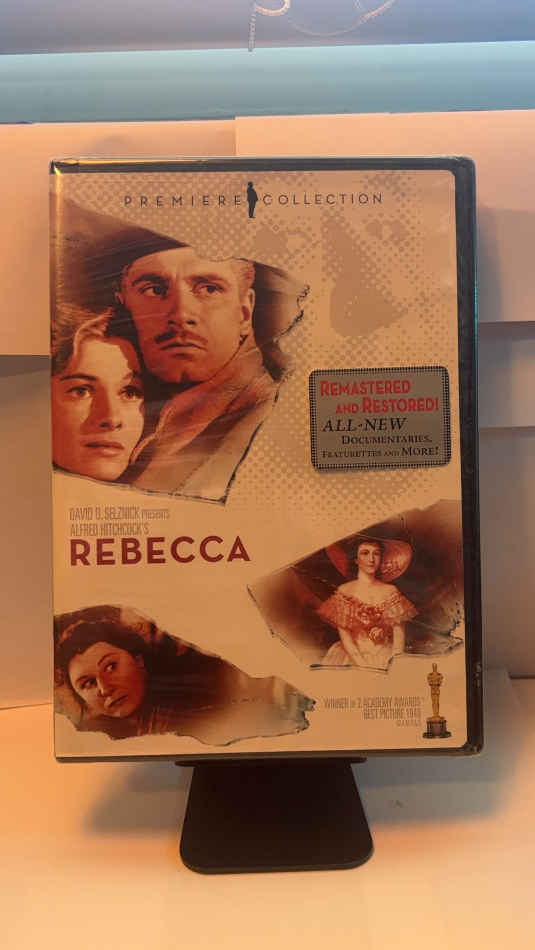 PREMIERE COLLECTION
REMASTERED
AND RESTORED!
ALL-NEW
DOCUMENTARIES,
FEATURETTES AND MORE!
DAVID O. SELZNICK PRESENTS
ALFRED HITCHCOCK'S
REBECCA
WINNER OF 2 ACADEMY AWARDS
BEST PICTURE 1940